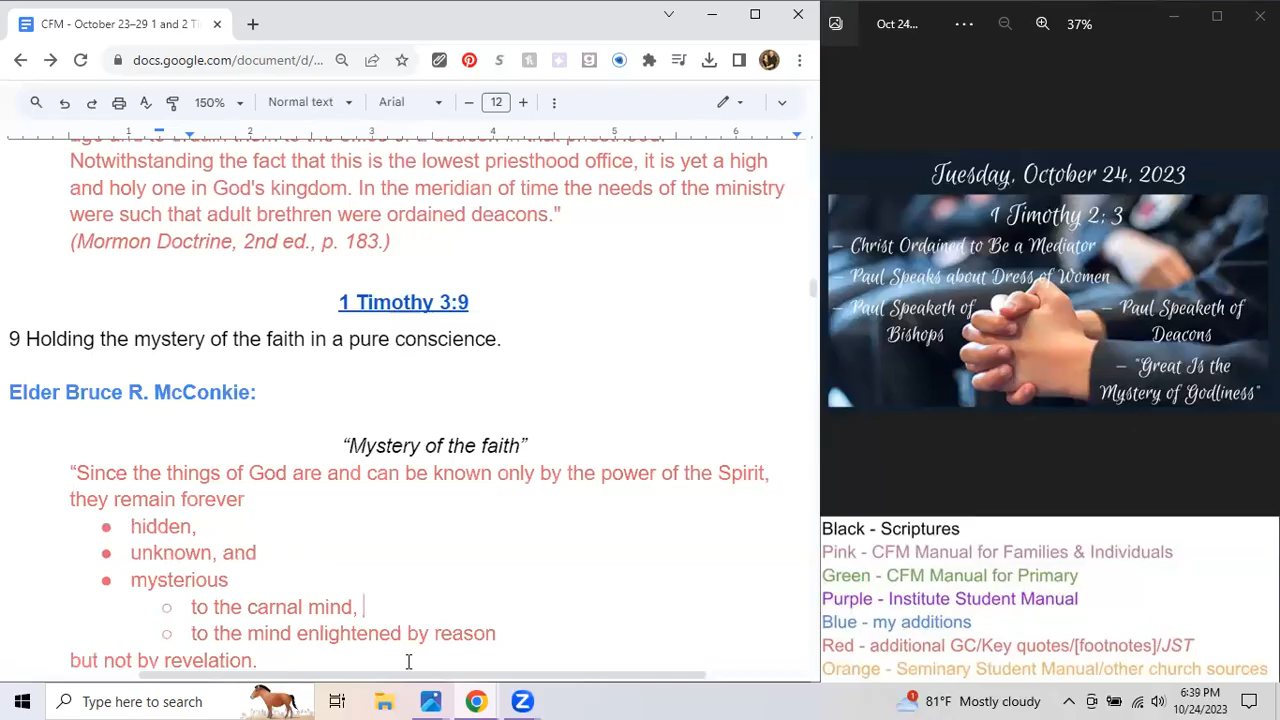 CFM - October 23–29 1 and 2 Ti
Oct 24...
37%
docs.google.com/document/d/...
150%
Normal text
Arial
12
1
2
3
4
5
6
Notwithstanding the fact that this is the lowest priesthood office, it is yet a high
and holy one in God's kingdom. In the meridian of time the needs of the ministry
were such that adult brethren were ordained deacons."
(Mormon Doctrine, 2nd ed., p. 183.)
1 Timothy 3:9
9 Holding the mystery of the faith in a pure conscience.
Elder Bruce R. McConkie:
“Mystery of the faith”
“Since the things of God are and can be known only by the power of the Spirit,
they remain forever
● hidden,
● unknown, and
● mysterious
○ to the carnal mind,
○ to the mind enlightened by reason
but not by revelation.
Tuesday, October 24, 2023
1 Timothy 2; 3
– Christ Ordained to Be a Mediator
– Paul Speaks about Dress of Women
– Paul Speaketh of
Bishops
– Paul Speaketh of
Deacons
– "Great Is the
Mystery of Godliness"
Black - Scriptures
Pink - CFM Manual for Families & Individuals
Green - CFM Manual for Primary
Purple - Institute Student Manual
Blue - my additions
Red - additional GC/Key quotes/[footnotes]/JST
Orange - Seminary Student Manual/other church sources
Type here to search
1
81°F Mostly cloudy
6:39 PM
10/24/2023